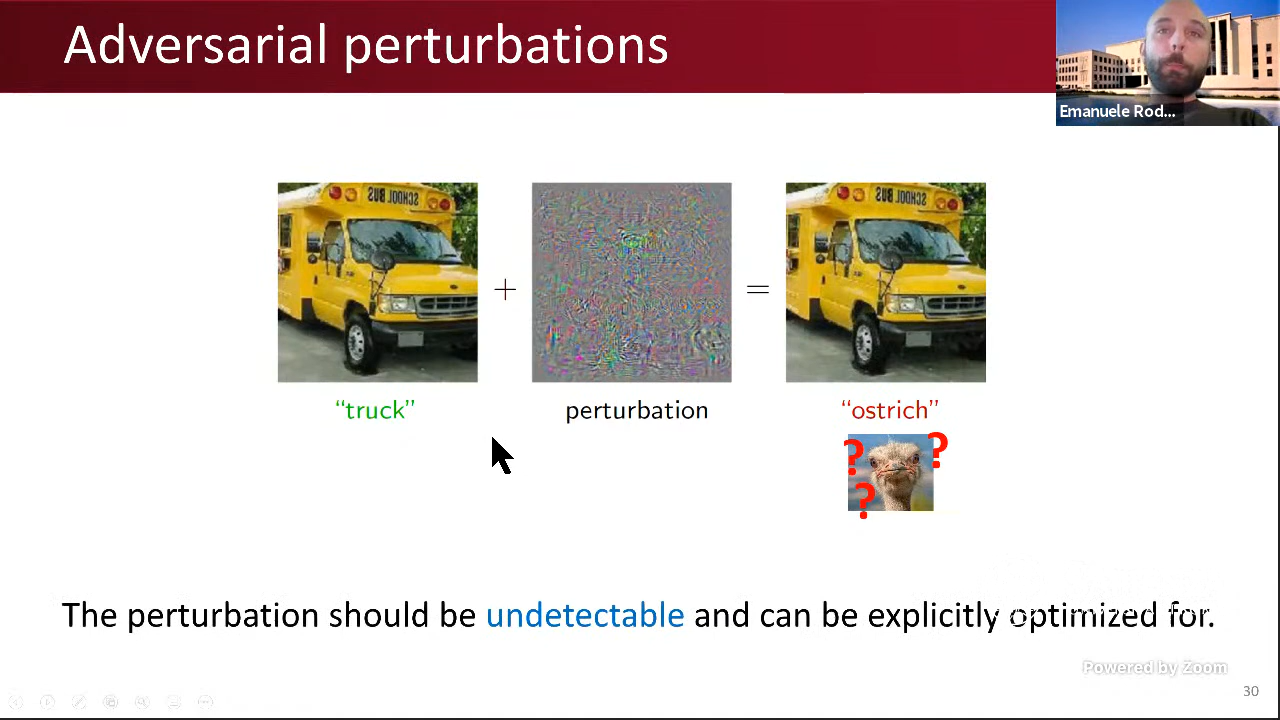 Adversarial perturbations
Emanuele Rod...
SCHOOL BUS
+
=
SCHOOL BUS
“truck”
perturbation
“ostrich”
? ?
?
The perturbation should be undetectable and can be explicitly optimized for.
Powered by Zoom
30